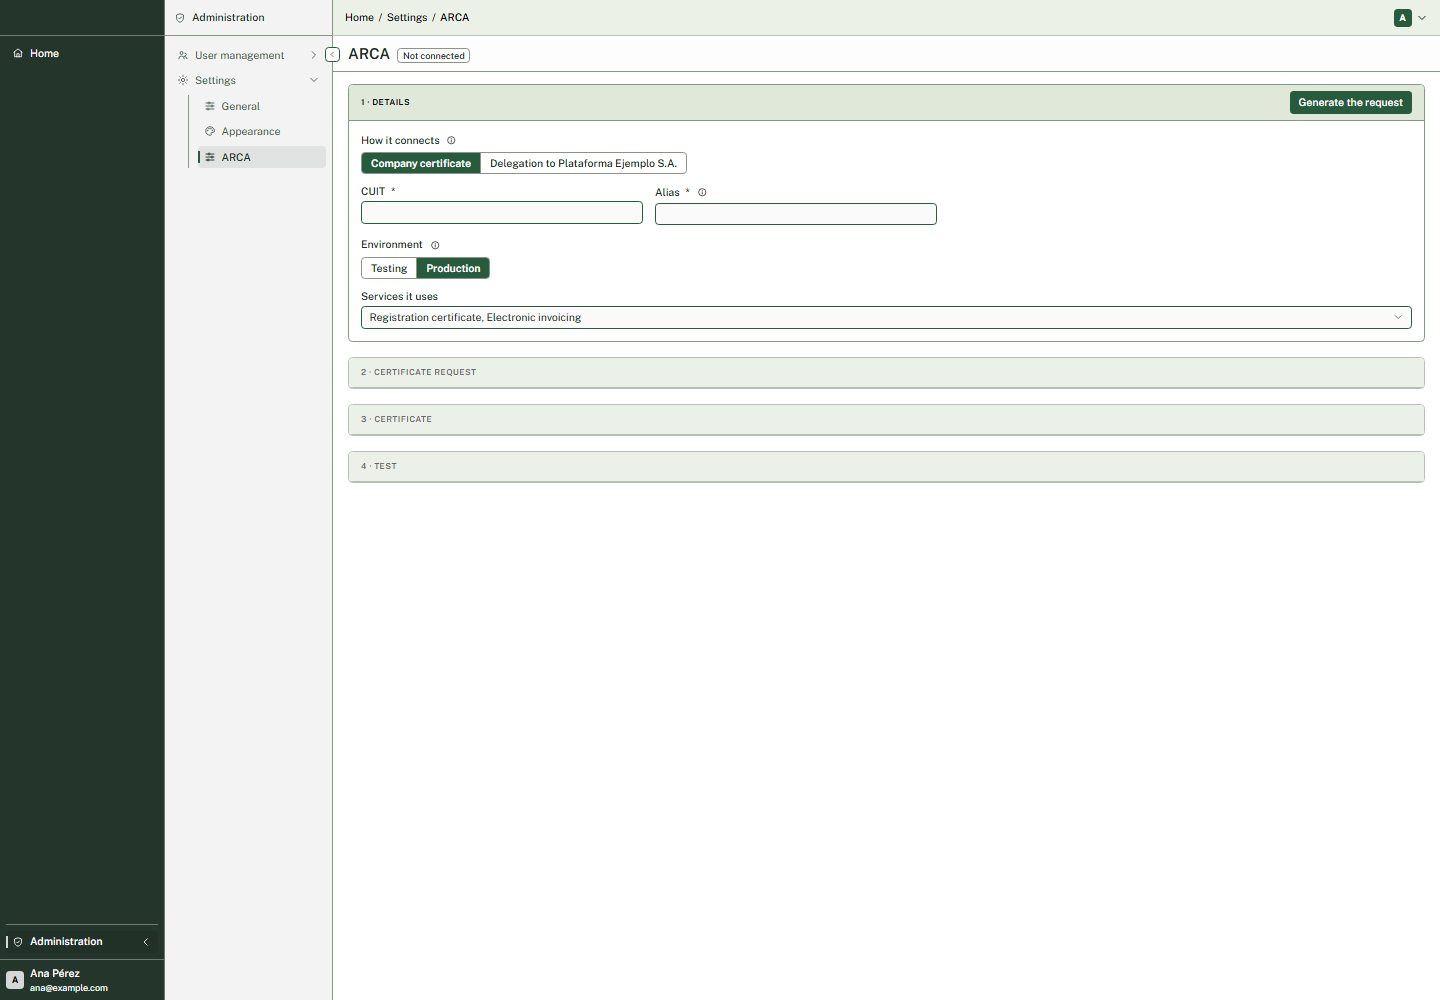 Administration
Home / Settings / ARCA
A
Home
User management
ARCA
Not connected
Settings
General
Appearance
ARCA
1 · DETAILS
Generate the request
How it connects
Company certificate
Delegation to Plataforma Ejemplo S.A.
CUIT *
Alias *
Environment
Testing
Production
Services it uses
Registration certificate, Electronic invoicing
2 · CERTIFICATE REQUEST
3 · CERTIFICATE
4 · TEST
Administration
A
Ana Pérez
ana@example.com